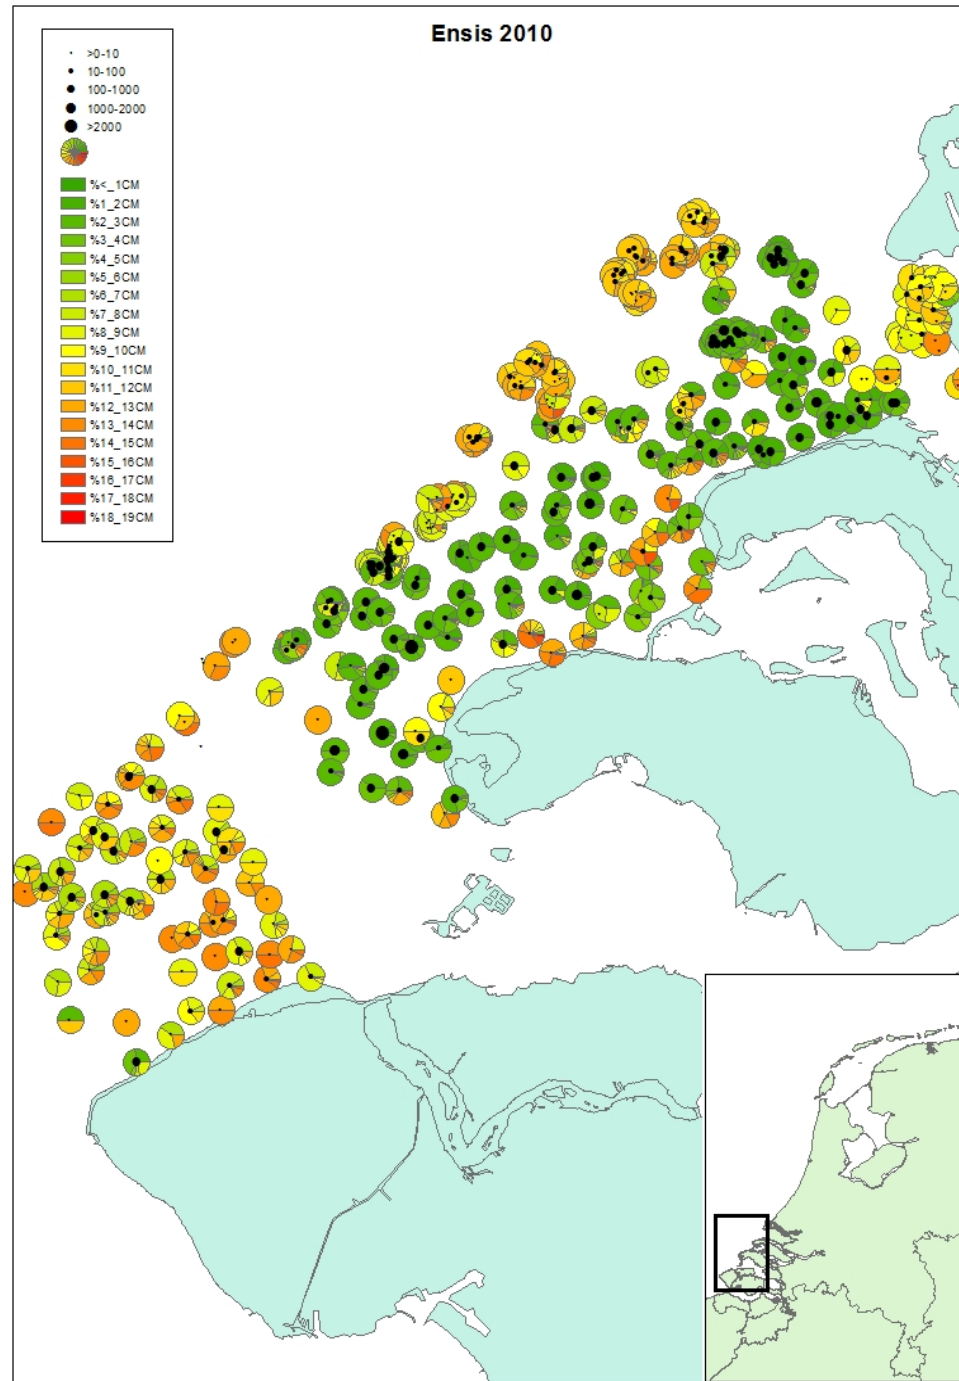 Ensis 2010
>0-10
10-100
100-1000
1000-2000
>2000
%<_1CM
%1_2CM
%2_3CM
%3_4CM
%4_5CM
%5_6CM
%6_7CM
%7_8CM
%8_9CM
%9_10CM
%10_11CM
%11_12CM
%12_13CM
%13_14CM
%14_15CM
%15_16CM
%16_17CM
%17_18CM
%18_19CM